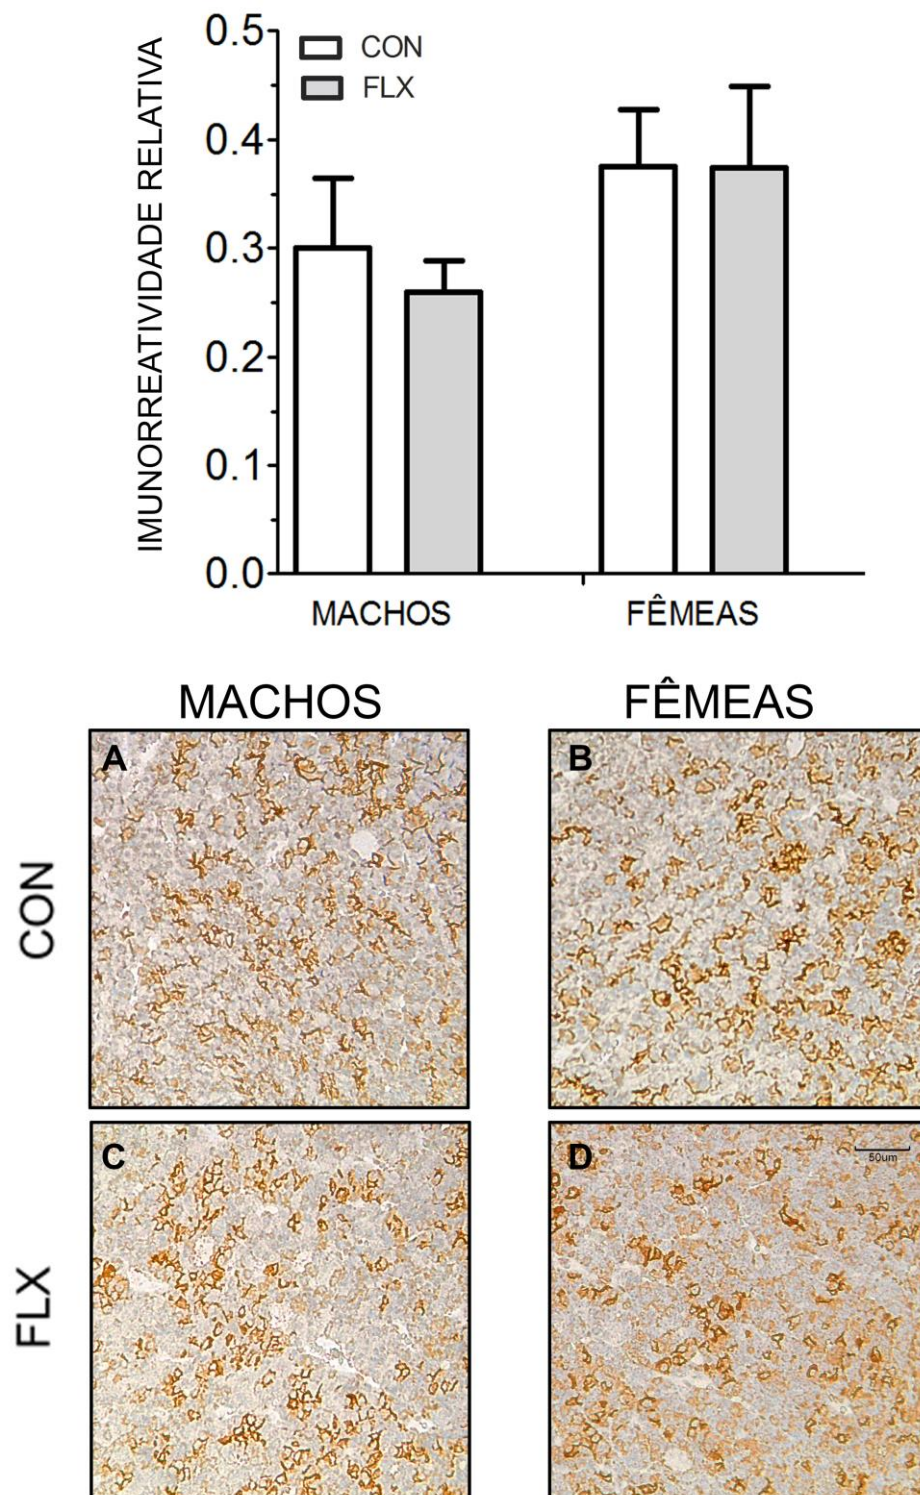 IMUNORREATIVIDADE RELATIVA
0.5
0.4
0.3
0.2
0.1
0.0
CON
FLX
MACHOS FÊMEAS
MACHOS FÊMEAS
CON
A B
FLX
C D
50um